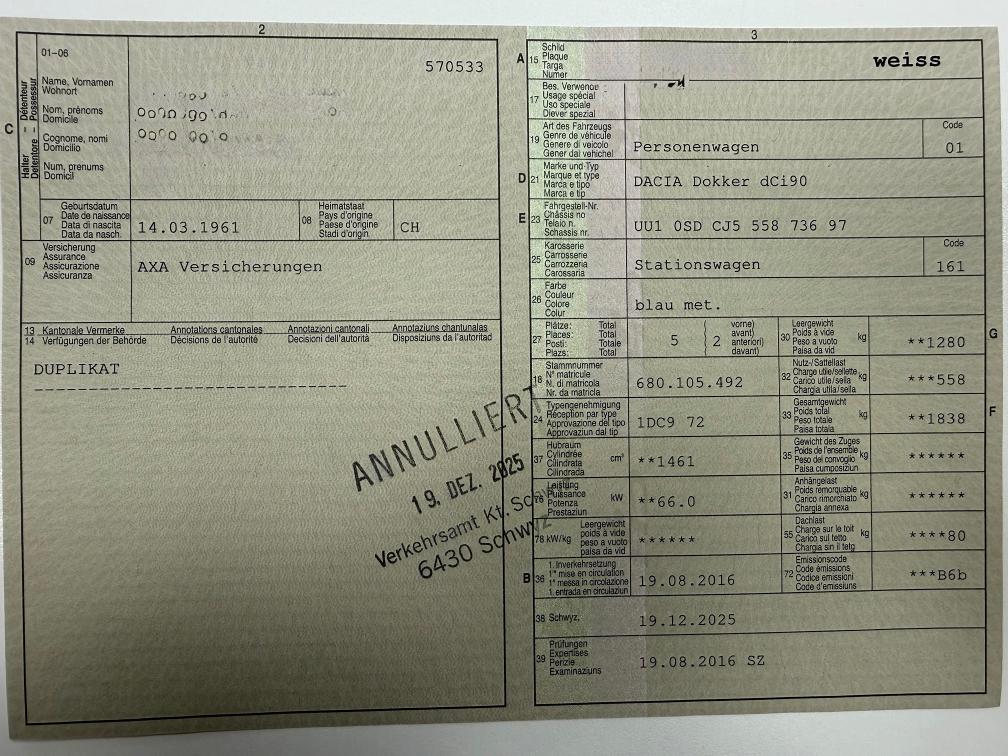 2
01-06
570533
C
Halter – Détenteur
Detentore – Possessur
Name, Vornamen
Wohnort
Nom, prénoms
Domicile
Cognome, nomi
Domicilio
Num, prenums
Domicil
07
Geburtsdatum
Date de naissance
Data di nascita
Data da nasch.
14.03.1961
08
Heimatstaat
Pays d'origine
Paese d'origine
Stadi d'origin.
CH
09
Versicherung
Assurance
Assicurazione
Assicuranza
AXA Versicherungen
13 Kantonale Vermerke Annotations cantonales Annotazioni cantonali Annotaziuns chantunalas
14 Verfügungen der Behörde Décisions de l'autorité Decisioni dell'autorità Disposiziuns da l'autoritad
DUPLIKAT
ANNULLIERT
19. DEZ. 2025
Verkehrsamt Kt. Schwyz
6430 Schwyz
3
A 15
Schild
Plaque
Targa
Numer
weiss
17
Bes. Verwend.
Usage spécial
Uso speciale
Diever spezial
19
Art des Fahrzeugs
Genre de véhicule
Genere di veicolo
Gener dal vehichel
Personenwagen
Code
01
D 21
Marke und Typ
Marque et type
Marca e tipo
Marca e tip
DACIA Dokker dCi90
E 23
Fahrgestell-Nr.
Châssis no
Telaio n.
Schassis nr.
UU1 0SD CJ5 558 736 97
25
Karosserie
Carrosserie
Carrozzeria
Carossaria
Stationswagen
Code
161
26
Farbe
Couleur
Colore
Colur
blau met.
27
Plätze: Total
Places: Total
Posti: Totale
Plazs: Total
5
2
vorne)
avant)
anteriori)
davant)
30
Leergewicht
Poids à vide
Peso a vuoto
Paisa da vid
kg
**1280
G
18
Stammnummer
N° matricule
N. di matricola
Nr. da matricla
680.105.492
32
Nutz-/Sattellast
Charge utile/sellette
Carico utile/sella
Chargia utila/sella
kg
***558
24
Typengenehmigung
Réception par type
Approvazione del tipo
Approvaziun dal tip
1DC9 72
33
Gesamtgewicht
Poids total
Peso totale
Paisa totala
kg
**1838
F
37
Hubraum
Cylindrée
Cilindrata
Cilindrada
cm³
**1461
35
Gewicht des Zuges
Poids de l'ensemble
Peso del convoglio
Paisa cumposiziun
kg
******
76
Leistung
Puissance
Potenza
Prestaziun
kW
**66.0
31
Anhängelast
Poids remorquable
Carico rimorchiato
Chargia annexa
kg
******
78 kW/kg
Leergewicht
poids à vide
peso a vuoto
paisa da vid
******
55
Dachlast
Charge sur le toit
Carico sul tetto
Chargia sin il tetg
kg
****80
B 36
1. Inverkehrsetzung
1re mise en circulation
1a messa in circolazione
1. entrada en circulaziun
19.08.2016
72
Emissionscode
Code émissions
Codice emissioni
Code d'emissiuns
***B6b
38 Schwyz,
19.12.2025
39
Prüfungen
Expertises
Perizie
Examinaziuns
19.08.2016 SZ